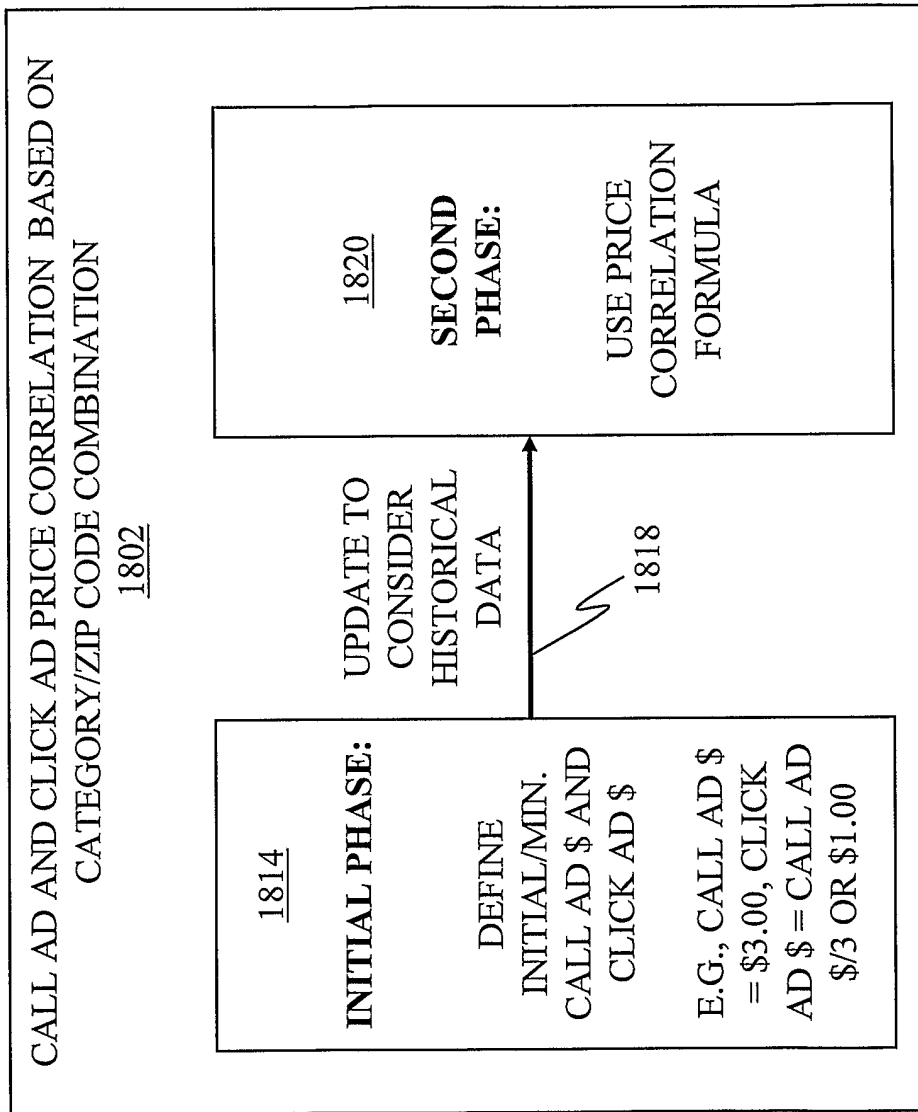 CALL AD AND CLICK AD PRICE CORRELATION BASED ON
CATEGORY/ZIP CODE COMBINATION
1802
1814
INITIAL PHASE:
DEFINE
INITIAL/MIN.
CALL AD $ AND
CLICK AD $
E.G., CALL AD $
= $3.00, CLICK
AD $ = CALL AD
$/3 OR $1.00
UPDATE TO
CONSIDER
HISTORICAL
DATA
1818
1820
SECOND
PHASE:
USE PRICE
CORRELATION
FORMULA